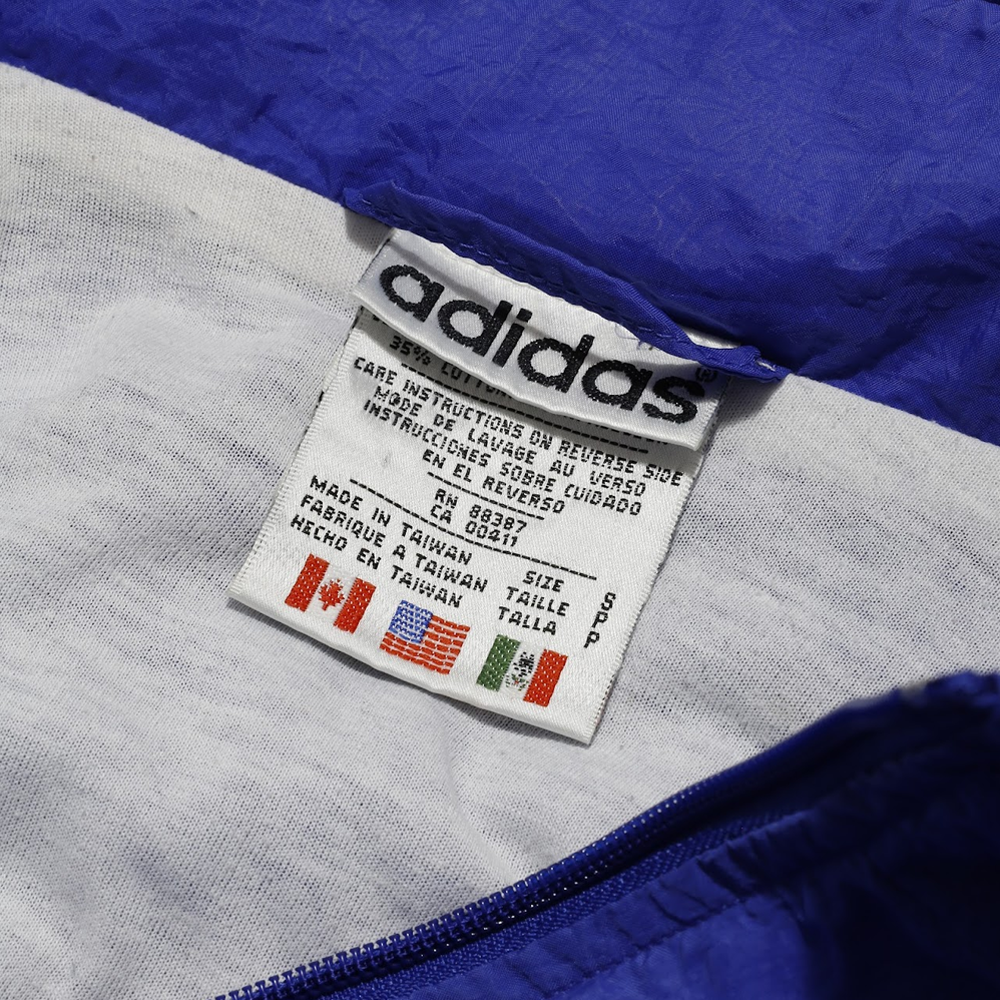 adidas®
35% COTTON
CARE INSTRUCTIONS ON REVERSE SIDE
MODE DE LAVAGE AU VERSO
INSTRUCCIONES SOBRE CUIDADO
EN EL REVERSO
RN 88387
CA 00411
MADE IN TAIWAN
FABRIQUE A TAIWAN
HECHO EN TAIWAN
SIZE S
TAILLE P
TALLA P